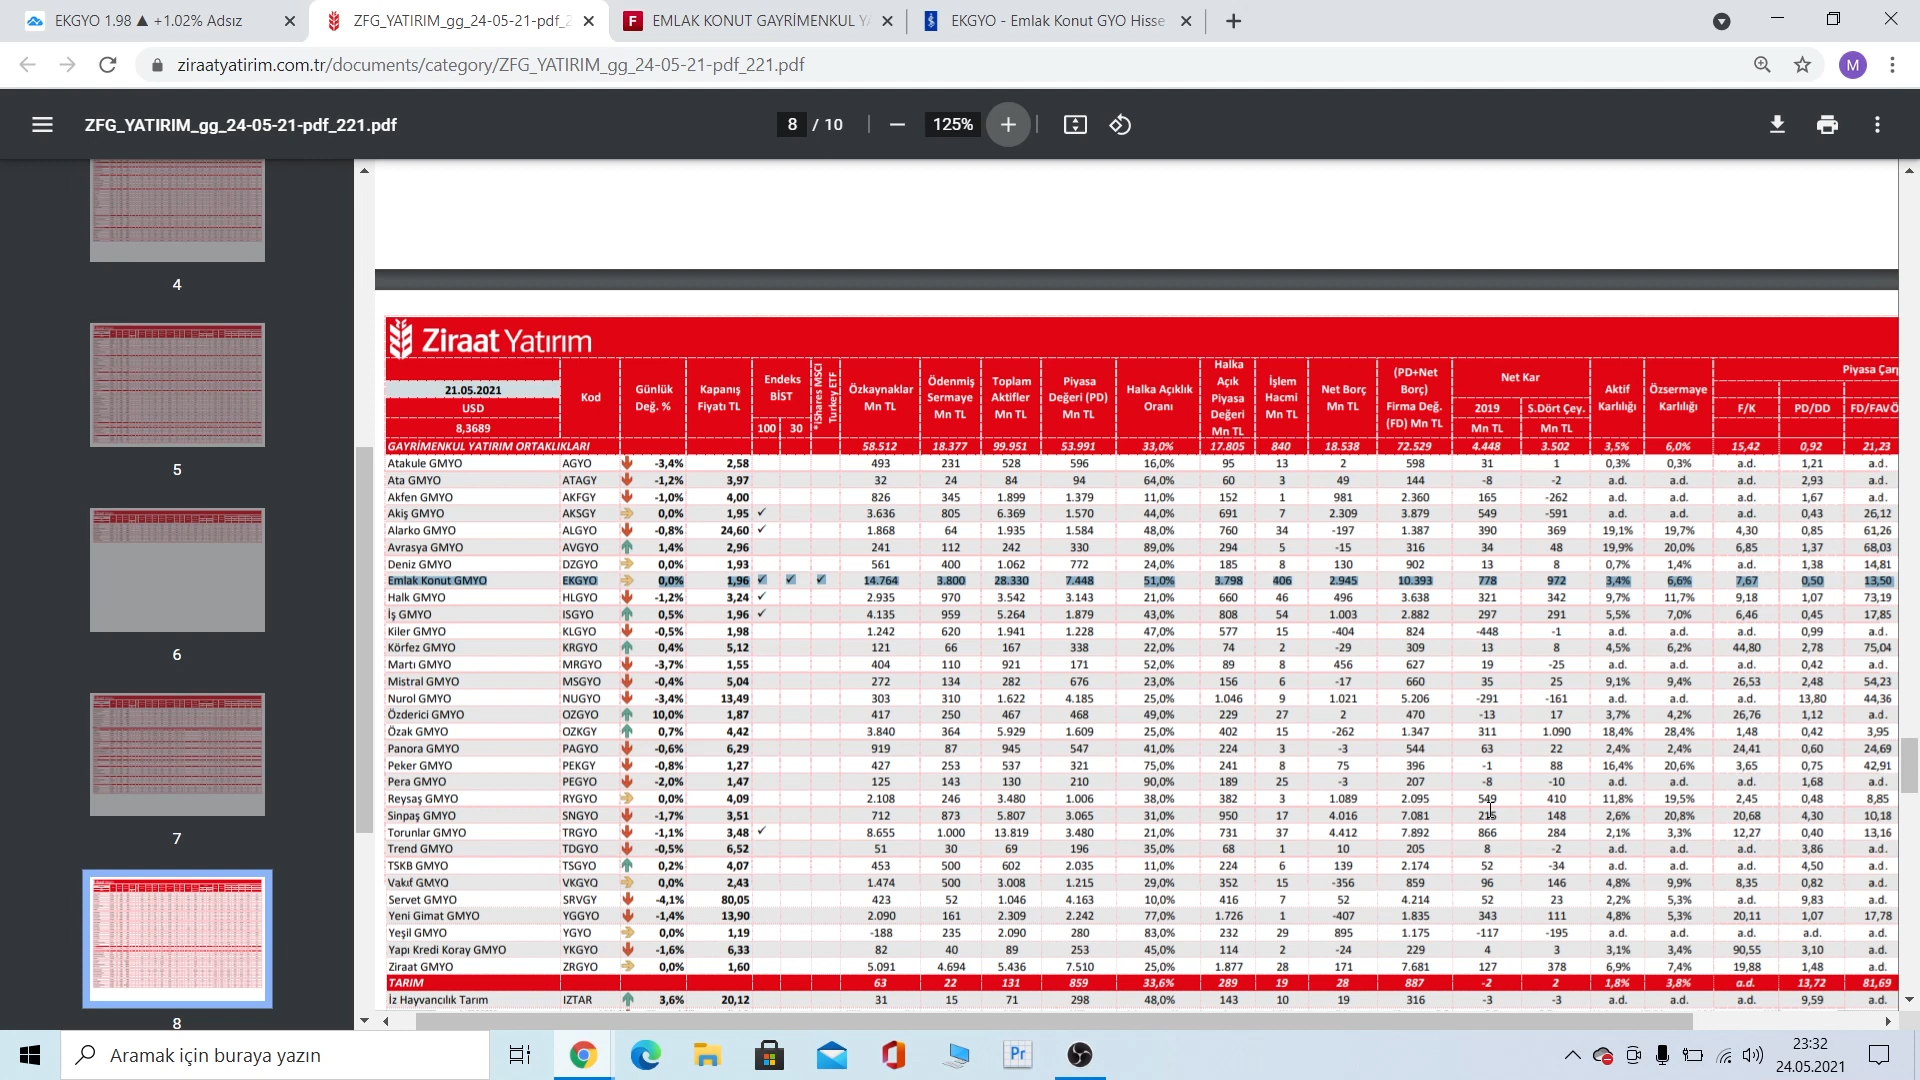 EKGYO 1.98 ▲ +1.02% Adsız
ZFG_YATIRIM_gg_24-05-21-pdf_2
EMLAK KONUT GAYRİMENKUL YA
EKGYO - Emlak Konut GYO Hisse
ziraatyatirim.com.tr/documents/category/ZFG_YATIRIM_gg_24-05-21-pdf_221.pdf
M
ZFG_YATIRIM_gg_24-05-21-pdf_221.pdf
8 / 10
125%
4
5
6
7
8
Ziraat Yatırım
21.05.2021
USD
8,3689
Kod
Günlük Değ. %
Kapanış Fiyatı TL
Endeks BİST
100 30
*iShares MSCI Turkey ETF
Özkaynaklar Mn TL
Ödenmiş Sermaye Mn TL
Toplam Aktifler Mn TL
Piyasa Değeri (PD) Mn TL
Halka Açıklık Oranı
Halka Açık Piyasa Değeri Mn TL
İşlem Hacmi Mn TL
Net Borç Mn TL
(PD+Net Borç) Firma Değ. (FD) Mn TL
Net Kar
2019 Mn TL
S.Dört Çey. Mn TL
Aktif Karlılığı
Özsermaye Karlılığı
Piyasa Çarp
F/K
PD/DD
FD/FAVÖ
GAYRİMENKUL YATIRIM ORTAKLIKLARI 58.512 18.377 99.951 53.991 33,0% 17.805 840 18.538 72.529 4.448 3.502 3,5% 6,0% 15,42 0,92 21,23
Atakule GMYO AGYO -3,4% 2,58 493 231 528 596 16,0% 95 13 2 598 31 1 0,3% 0,3% a.d. 1,21 a.d.
Ata GMYO ATAGY -1,2% 3,97 32 24 84 94 64,0% 60 3 49 144 -8 -2 a.d. a.d. a.d. 2,93 a.d.
Akfen GMYO AKFGY -1,0% 4,00 826 345 1.899 1.379 11,0% 152 1 981 2.360 165 -262 a.d. a.d. a.d. 1,67 a.d.
Akiş GMYO AKSGY 0,0% 1,95 ✓ 3.636 805 6.369 1.570 44,0% 691 7 2.309 3.879 549 -591 a.d. a.d. a.d. 0,43 26,12
Alarko GMYO ALGYO -0,8% 24,60 ✓ 1.868 64 1.935 1.584 48,0% 760 34 -197 1.387 390 369 19,1% 19,7% 4,30 0,85 61,26
Avrasya GMYO AVGYO 1,4% 2,96 241 112 242 330 89,0% 294 5 -15 316 34 48 19,9% 20,0% 6,85 1,37 68,03
Deniz GMYO DZGYO 0,0% 1,93 561 400 1.062 772 24,0% 185 8 130 902 13 8 0,7% 1,4% a.d. 1,38 14,81
Emlak Konut GMYO EKGYO 0,0% 1,96 ✓ ✓ ✓ 14.764 3.800 28.330 7.448 51,0% 3.798 406 2.945 10.393 778 972 3,4% 6,6% 7,67 0,50 13,50
Halk GMYO HLGYO -1,2% 3,24 ✓ 2.935 970 3.542 3.143 21,0% 660 46 496 3.638 321 342 9,7% 11,7% 9,18 1,07 73,19
İş GMYO ISGYO 0,5% 1,96 ✓ 4.135 959 5.264 1.879 43,0% 808 54 1.003 2.882 297 291 5,5% 7,0% 6,46 0,45 17,85
Kiler GMYO KLGYO -0,5% 1,98 1.242 620 1.941 1.228 47,0% 577 15 -404 824 -448 -1 a.d. a.d. a.d. 0,99 a.d.
Körfez GMYO KRGYO 0,4% 5,12 121 66 167 338 22,0% 74 2 -29 309 13 8 4,5% 6,2% 44,80 2,78 75,04
Martı GMYO MRGYO -3,7% 1,55 404 110 921 171 52,0% 89 8 456 627 19 -25 a.d. a.d. a.d. 0,42 a.d.
Mistral GMYO MSGYO -0,4% 5,04 272 134 282 676 23,0% 156 6 -17 660 35 25 9,1% 9,4% 26,53 2,48 54,23
Nurol GMYO NUGYO -3,4% 13,49 303 310 1.622 4.185 25,0% 1.046 9 1.021 5.206 -291 -161 a.d. a.d. a.d. 13,80 44,36
Özderici GMYO OZGYO 10,0% 1,87 417 250 467 468 49,0% 229 27 2 470 -13 17 3,7% 4,2% 26,76 1,12 a.d.
Özak GMYO OZKGY 0,7% 4,42 3.840 364 5.929 1.609 25,0% 402 15 -262 1.347 311 1.090 18,4% 28,4% 1,48 0,42 3,95
Panora GMYO PAGYO -0,6% 6,29 919 87 945 547 41,0% 224 3 -3 544 63 22 2,4% 2,4% 24,41 0,60 24,69
Peker GMYO PEKGY -0,8% 1,27 427 253 537 321 75,0% 241 8 75 396 -1 88 16,4% 20,6% 3,65 0,75 42,91
Pera GMYO PEGYO -2,0% 1,47 125 143 130 210 90,0% 189 25 -3 207 -8 -10 a.d. a.d. a.d. 1,68 a.d.
Reysaş GMYO RYGYO 0,0% 4,09 2.108 246 3.480 1.006 38,0% 382 3 1.089 2.095 549 410 11,8% 19,5% 2,45 0,48 8,85
Sinpaş GMYO SNGYO -1,7% 3,51 712 873 5.807 3.065 31,0% 950 17 4.016 7.081 148 2,6% 20,8% 20,68 4,30 10,18
Torunlar GMYO TRGYO -1,1% 3,48 ✓ 8.655 1.000 13.819 3.480 21,0% 731 37 4.412 7.892 866 284 2,1% 3,3% 12,27 0,40 13,16
Trend GMYO TDGYO -0,5% 6,52 51 30 69 196 35,0% 68 1 10 205 8 -2 a.d. a.d. a.d. 3,86 a.d.
TSKB GMYO TSGYO 0,2% 4,07 453 500 602 2.035 11,0% 224 6 139 2.174 52 -34 a.d. a.d. a.d. 4,50 a.d.
Vakıf GMYO VKGYO 0,0% 2,43 1.474 500 3.008 1.215 29,0% 352 15 -356 859 96 146 4,8% 9,9% 8,35 0,82 a.d.
Servet GMYO SRVGY -4,1% 80,05 423 52 1.046 4.163 10,0% 416 7 52 4.214 52 23 2,2% 5,3% a.d. 9,83 a.d.
Yeni Gimat GMYO YGGYO -1,4% 13,90 2.090 161 2.309 2.242 77,0% 1.726 1 -407 1.835 343 111 4,8% 5,3% 20,11 1,07 17,78
Yeşil GMYO YGYO 0,0% 1,19 -188 235 2.090 280 83,0% 232 29 895 1.175 -117 -195 a.d. a.d. a.d. a.d. a.d.
Yapı Kredi Koray GMYO YKGYO -1,6% 6,33 82 40 89 253 45,0% 114 2 -24 229 4 3 3,1% 3,4% 90,55 3,10 a.d.
Ziraat GMYO ZRGYO 0,0% 1,60 5.091 4.694 5.436 7.510 25,0% 1.877 28 171 7.681 127 378 6,9% 7,4% 19,88 1,48 a.d.
TARIM 63 22 131 859 33,6% 289 19 28 887 -2 2 1,8% 3,8% a.d. 13,72 81,69
İz Hayvancılık Tarım IZTAR 3,6% 20,12 31 15 71 298 48,0% 143 10 19 316 -3 -3 a.d. a.d. a.d. 9,59 a.d.
Aramak için buraya yazın
Pr
23:32
24.05.2021